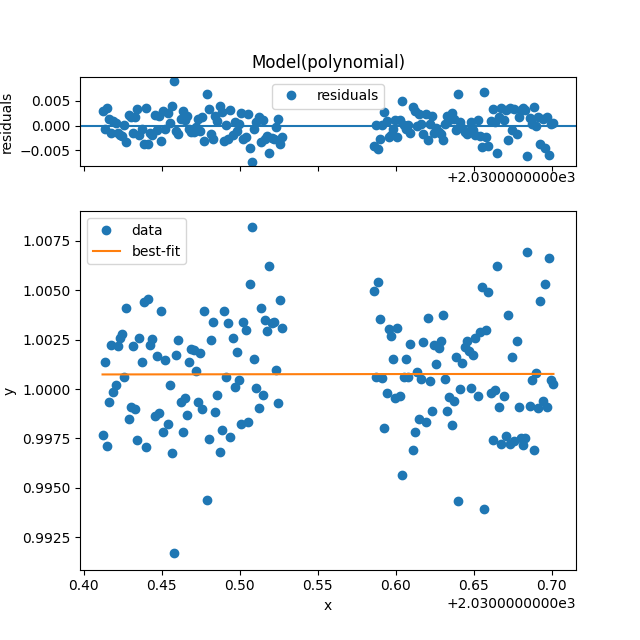 Model(polynomial)
residuals
0.005
0.000
−0.005
residuals
+2.0300000000e3
data
best-fit
1.0075
1.0050
1.0025
1.0000
0.9975
0.9950
0.9925
y
0.40 0.45 0.50 0.55 0.60 0.65 0.70
x
+2.0300000000e3